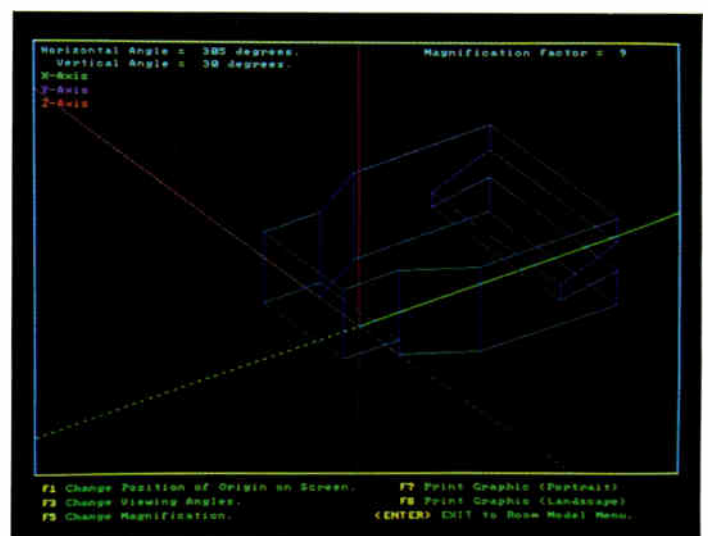 Horizontal Angle = 305 degrees. Magnification Factor = 9
Vertical Angle = 30 degrees.
X-Axis
Y-Axis
Z-Axis
F1 Change Position of Origin on Screen. F7 Print Graphic (Portrait)
F3 Change Viewing Angles. F8 Print Graphic (Landscape)
F5 Change Magnification. <ENTER> EXIT to Room Model Menu.